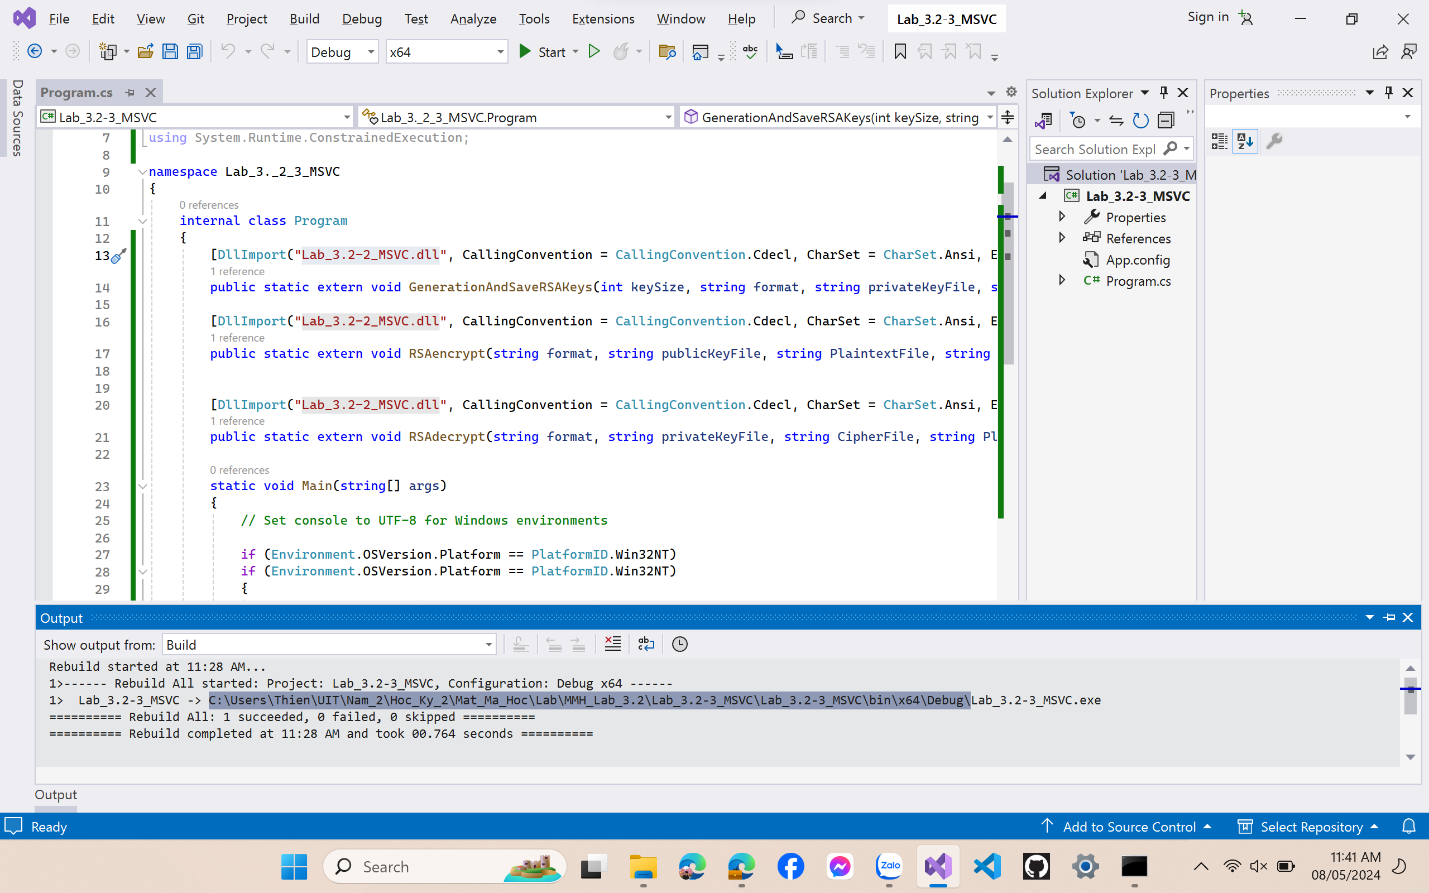 File Edit View Git Project Build Debug Test Analyze Tools Extensions Window Help Search Lab_3.2-3_MSVC Sign in
Debug x64 Start
Data Sources
Program.cs
Lab_3.2-3_MSVC Lab_3._2_3_MSVC.Program GenerationAndSaveRSAKeys(int keySize, string
7 using System.Runtime.ConstrainedExecution;
8
9 namespace Lab_3._2_3_MSVC
10 {
0 references
11 internal class Program
12 {
13 [DllImport("Lab_3.2-2_MSVC.dll", CallingConvention = CallingConvention.Cdecl, CharSet = CharSet.Ansi, E
1 reference
14 public static extern void GenerationAndSaveRSAKeys(int keySize, string format, string privateKeyFile, s
15
16 [DllImport("Lab_3.2-2_MSVC.dll", CallingConvention = CallingConvention.Cdecl, CharSet = CharSet.Ansi, E
1 reference
17 public static extern void RSAencrypt(string format, string publicKeyFile, string PlaintextFile, string
18
19
20 [DllImport("Lab_3.2-2_MSVC.dll", CallingConvention = CallingConvention.Cdecl, CharSet = CharSet.Ansi, E
1 reference
21 public static extern void RSAdecrypt(string format, string privateKeyFile, string CipherFile, string Pl
22
0 references
23 static void Main(string[] args)
24 {
25 // Set console to UTF-8 for Windows environments
26
27 if (Environment.OSVersion.Platform == PlatformID.Win32NT)
28 if (Environment.OSVersion.Platform == PlatformID.Win32NT)
29 {
Solution Explorer
Search Solution Expl
Solution 'Lab_3.2-3_M
C# Lab_3.2-3_MSVC
Properties
References
App.config
C# Program.cs
Properties
Output
Show output from: Build
Rebuild started at 11:28 AM...
1>------ Rebuild All started: Project: Lab_3.2-3_MSVC, Configuration: Debug x64 ------
1> Lab_3.2-3_MSVC -> C:\Users\Thien\UIT\Nam_2\Hoc_Ky_2\Mat_Ma_Hoc\Lab\MMH_Lab_3.2\Lab_3.2-3_MSVC\Lab_3.2-3_MSVC\bin\x64\Debug\Lab_3.2-3_MSVC.exe
========== Rebuild All: 1 succeeded, 0 failed, 0 skipped ==========
========== Rebuild completed at 11:28 AM and took 00.764 seconds ==========
Output
Ready Add to Source Control Select Repository
Search Zalo 11:41 AM
08/05/2024